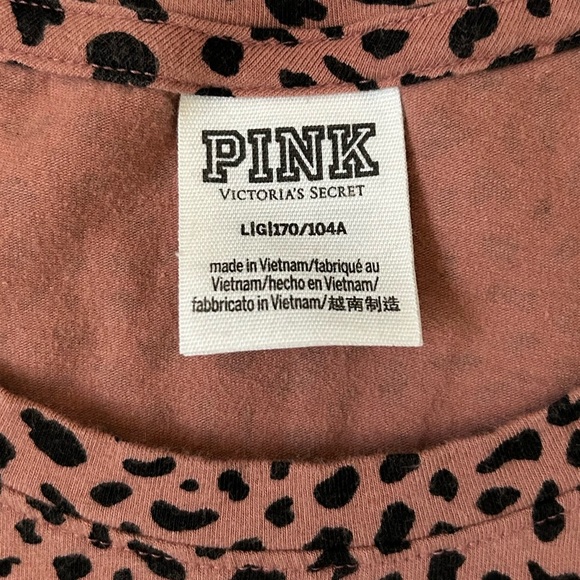 PINK
VICTORIA'S SECRET
L|G|170/104A
made in Vietnam/fabriqué au
Vietnam/hecho en Vietnam/
fabbricato in Vietnam/越南制造